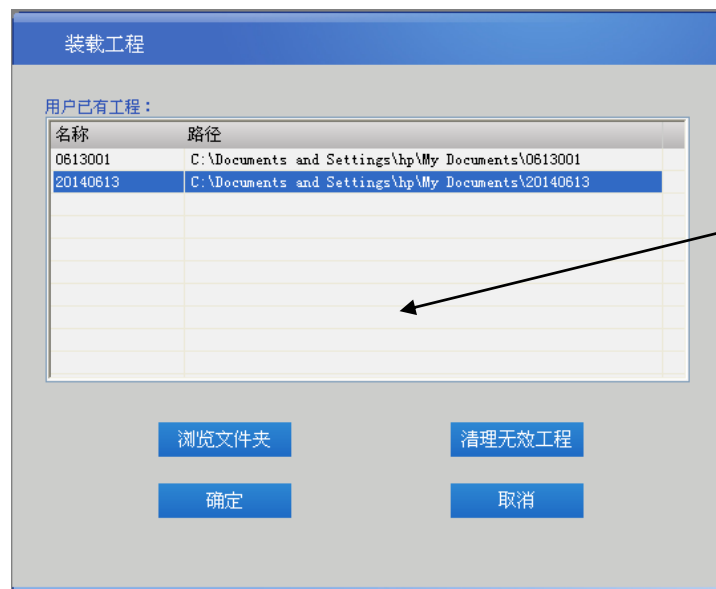 装载工程
用户已有工程：
名称 路径
0613001 C:\Documents and Settings\hp\My Documents\0613001
20140613 C:\Documents and Settings\hp\My Documents\20140613
浏览文件夹 清理无效工程
确定 取消